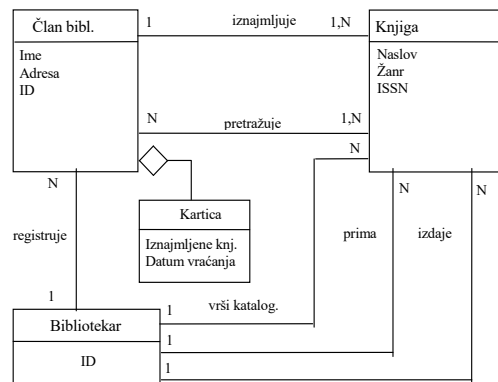 Član bibl.
Ime
Adresa
ID
1 iznajmljuje 1,N
Knjiga
Naslov
Žanr
ISSN
N pretražuje 1,N
N
N
Kartica
Iznajmljene knj.
Datum vraćanja
N
N
registruje
prima
izdaje
1
1 vrši katalog.
Bibliotekar
ID
1
1